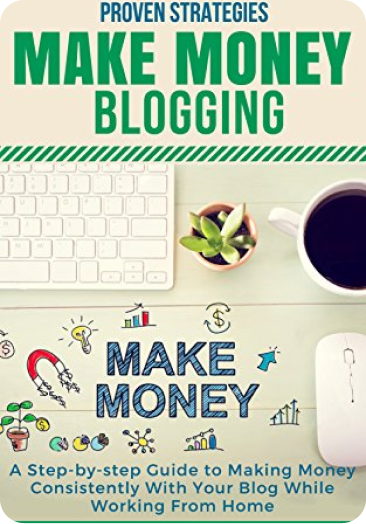 PROVEN STRATEGIES
MAKE MONEY
BLOGGING
MAKE
MONEY
A Step-by-step Guide to Making Money
Consistently With Your Blog While
Working From Home